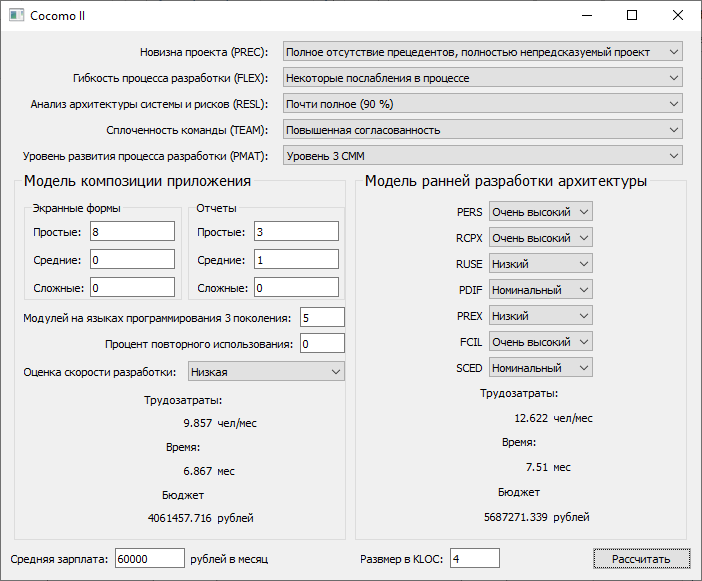 Cocomo II
Новизна проекта (PREC): Полное отсутствие прецедентов, полностью непредсказуемый проект
Гибкость процесса разработки (FLEX): Некоторые послабления в процессе
Анализ архитектуры системы и рисков (RESL): Почти полное (90 %)
Сплоченность команды (TEAM): Повышенная согласованность
Уровень развития процесса разработки (PMAT): Уровень 3 СММ
Модель композиции приложения
Экранные формы
Простые: 8
Средние: 0
Сложные: 0
Отчеты
Простые: 3
Средние: 1
Сложные: 0
Модулей на языках программирования 3 поколения: 5
Процент повторного использования: 0
Оценка скорости разработки: Низкая
Трудозатраты:
9.857 чел/мес
Время:
6.867 мес
Бюджет
4061457.716 рублей
Модель ранней разработки архитектуры
PERS Очень высокий
RCPX Очень высокий
RUSE Низкий
PDIF Номинальный
PREX Низкий
FCIL Очень высокий
SCED Номинальный
Трудозатраты:
12.622 чел/мес
Время:
7.51 мес
Бюджет
5687271.339 рублей
Средняя зарплата: 60000 рублей в месяц
Развмер в KLOC: 4
Рассчитать